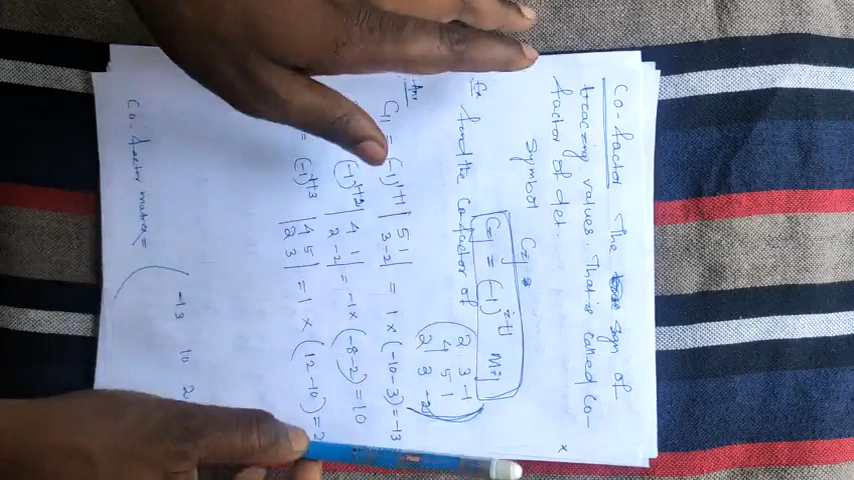 Co-factor The sign of
treacing values. That is called Co-
factor of det.
Symbol Cij
Cij = (-1)^i+j Mij
Ex find the Cofactor of (2 3 -1
4 5 1
2 3 -2)
Ans
C11 = (-1)^1+1 |5 1
3 -2| = 1 × (-10-3) = -13
(-1)^1+2 |4 1
2 -2| = -1× (-8-2) = 10
= (-1)^1+3 |4 5
2 3| = 1 × (12-10) = 2
Co-factor matrix = ( -13 10 2